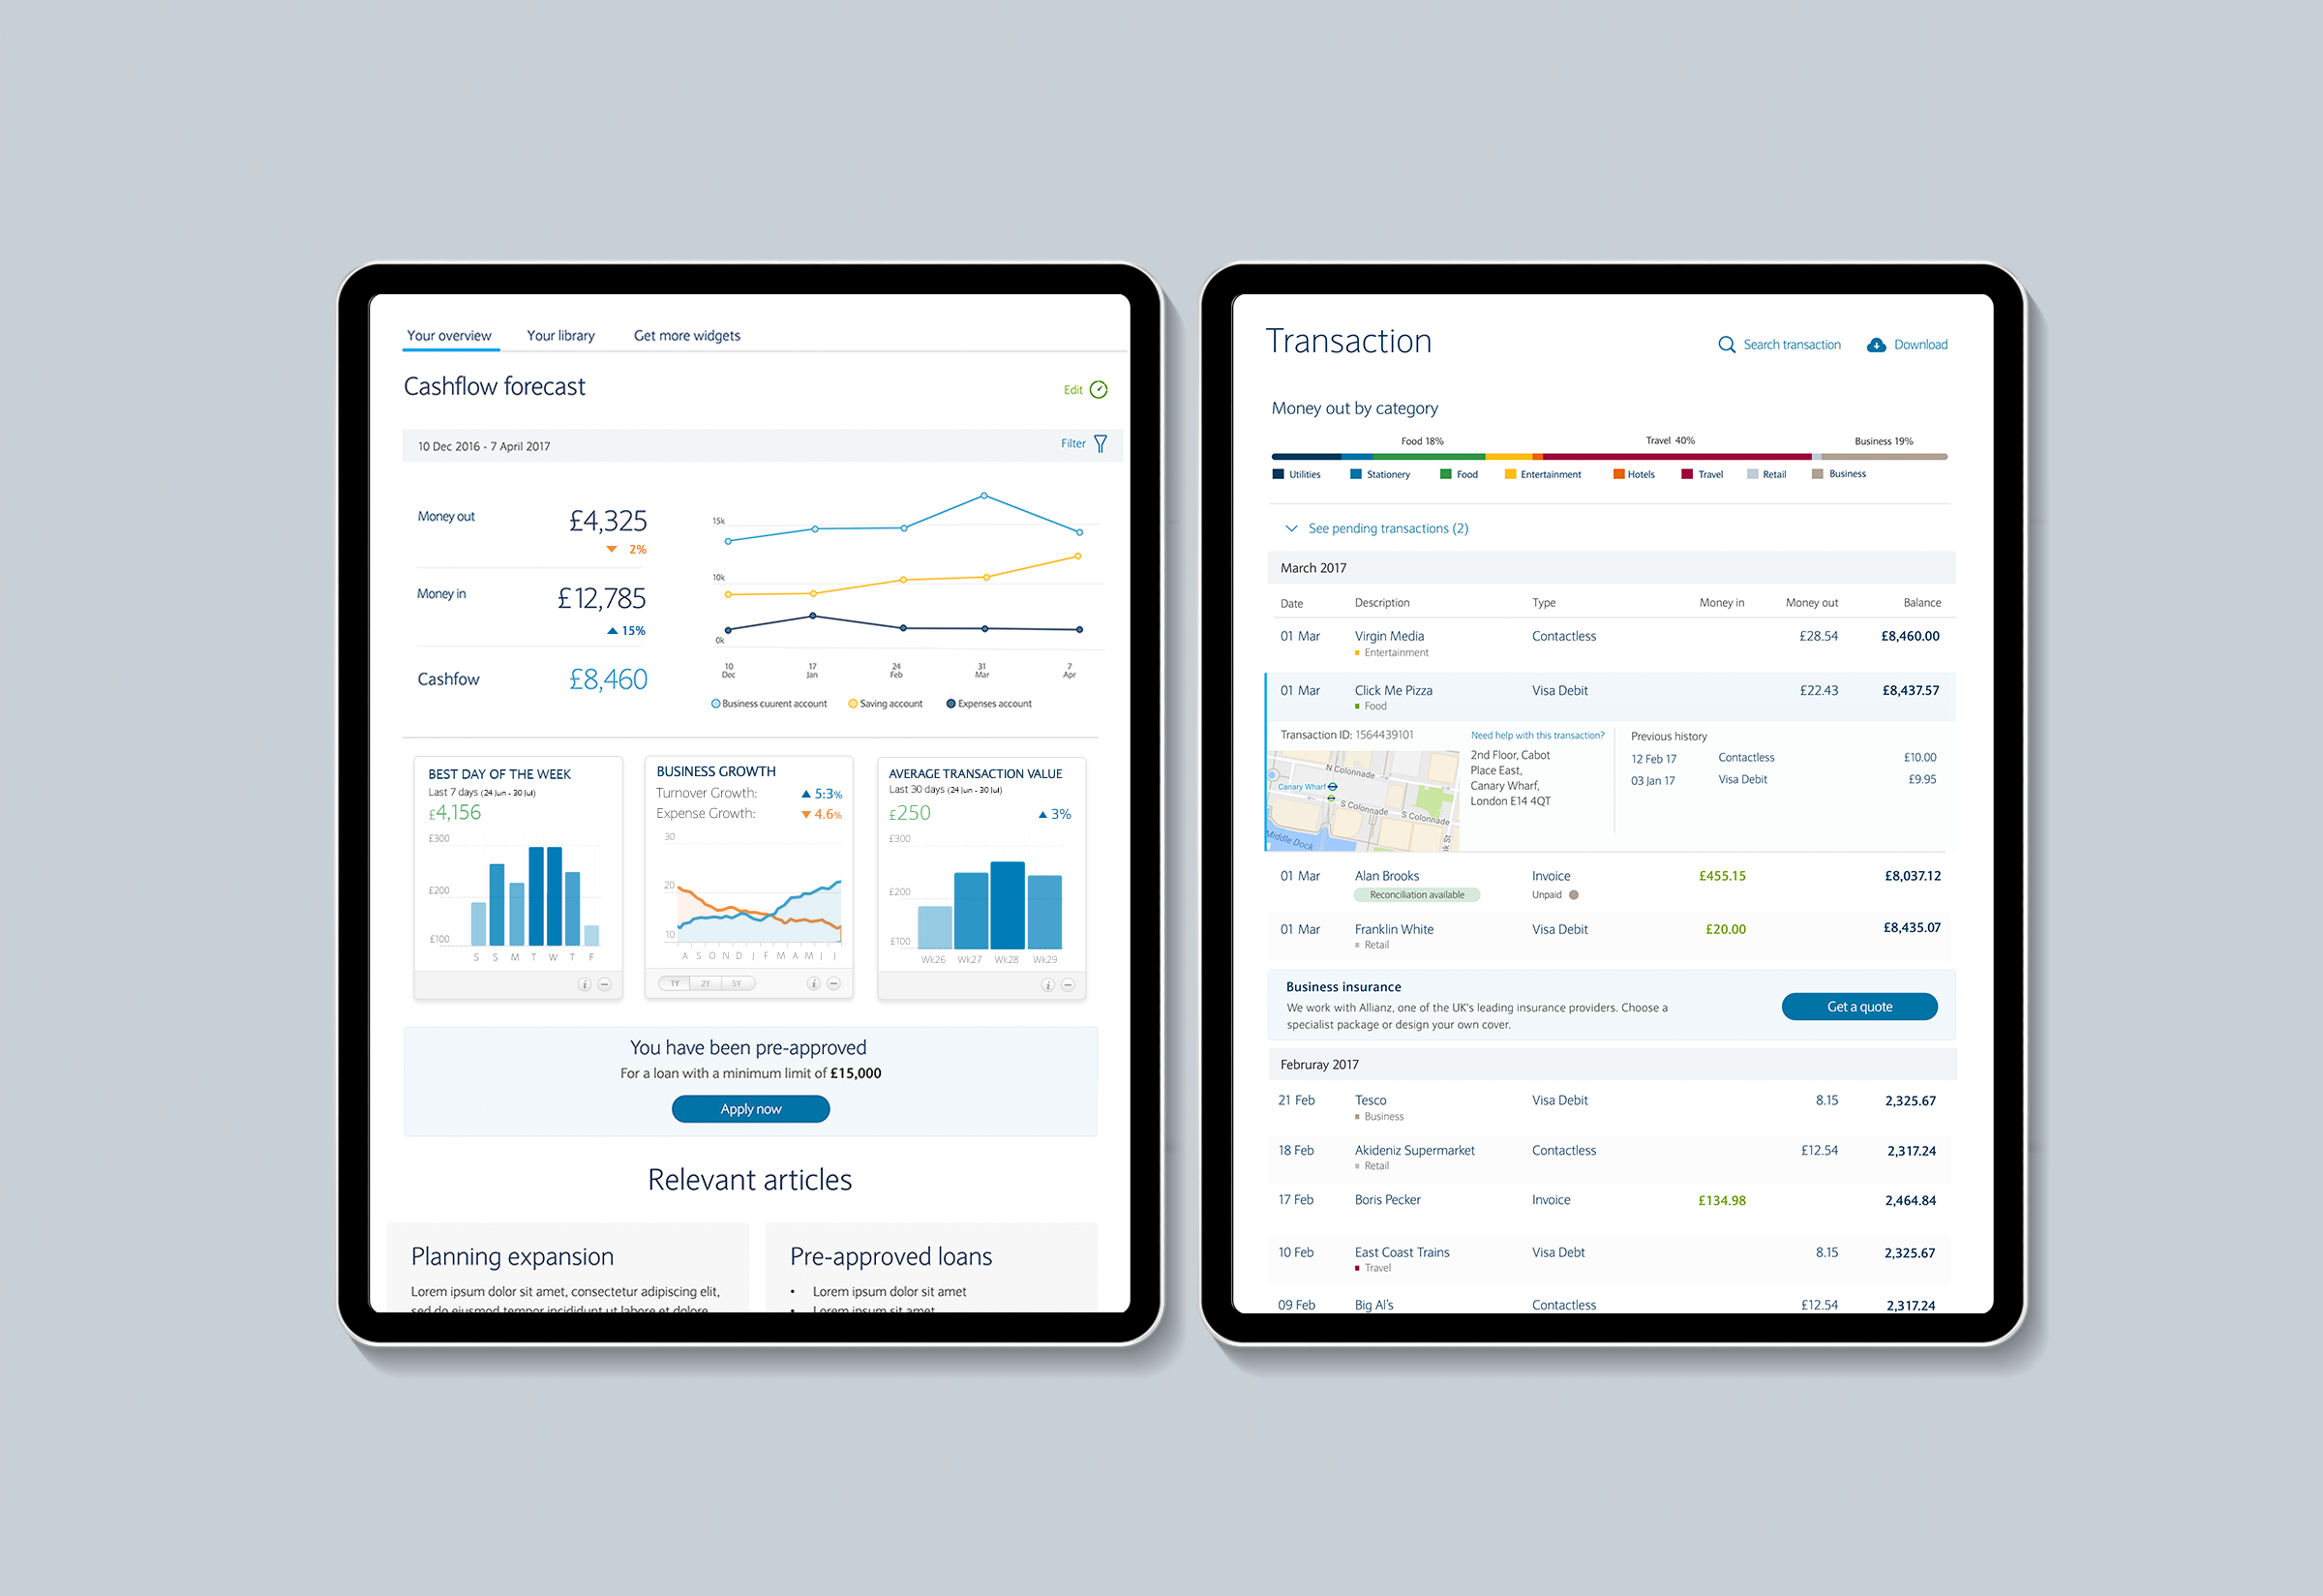 Your overview Your library Get more widgets
Cashflow forecast
Edit
10 Dec 2016 - 7 April 2017
Filter
Money out £4,325
2%
Money in £12,785
15%
Cashfow £8,460
15k
10k
0k
10 Dec
17 Jan
24 Feb
31 Mar
7 Apr
Business cuurent account Saving account Expenses account
BEST DAY OF THE WEEK
Last 7 days (24 Jun - 30 Jul)
£4,156
£300
£200
£100
S S M T W T F
i
BUSINESS GROWTH
Turnover Growth: 5:3%
Expense Growth: 4.6%
30
20
10
A S O N D J F M A M J J
1Y 2Y 5Y
i
AVERAGE TRANSACTION VALUE
Last 30 days (24 Jun - 30 Jul)
£250 3%
£300
£200
£100
Wk26 Wk27 Wk28 Wk29
i
You have been pre-approved
For a loan with a minimum limit of £15,000
Apply now
Relevant articles
Planning expansion
Lorem ipsum dolor sit amet, consectetur adipiscing elit,
sed do eiusmod tempor incididunt ut labore et dolore
Pre-approved loans
• Lorem ipsum dolor sit amet
• Lorem ipsum sit amet
Transaction
Search transaction Download
Money out by category
Food 18% Travel 40% Business 19%
Utilities Stationery Food Entertainment Hotels Travel Retail Business
See pending transactions (2)
March 2017
Date Description Type Money in Money out Balance
01 Mar Virgin Media Contactless £28.54 £8,460.00
Entertainment
01 Mar Click Me Pizza Visa Debit £22.43 £8,437.57
Food
Transaction ID: 1564439101
N Colonnade
Canary Wharf
S Colonnade
S Colonnade
Middle Dock
k St
Need help with this transaction?
2nd Floor, Cabot
Place East,
Canary Wharf,
London E14 4QT
Previous history
12 Feb 17 Contactless £10.00
03 Jan 17 Visa Debit £9.95
01 Mar Alan Brooks Invoice £455.15 £8,037.12
Reconciliation available Unpaid
01 Mar Franklin White Visa Debit £20.00 £8,435.07
Retail
Business insurance
We work with Allianz, one of the UK's leading insurance providers. Choose a
specialist package or design your own cover.
Get a quote
Februray 2017
21 Feb Tesco Visa Debit 8.15 2,325.67
Business
18 Feb Akideniz Supermarket Contactless £12.54 2,317.24
Retail
17 Feb Boris Pecker Invoice £134.98 2,464.84
10 Feb East Coast Trains Visa Debt 8.15 2,325.67
Travel
09 Feb Big Al's Contactless £12.54 2,317.24